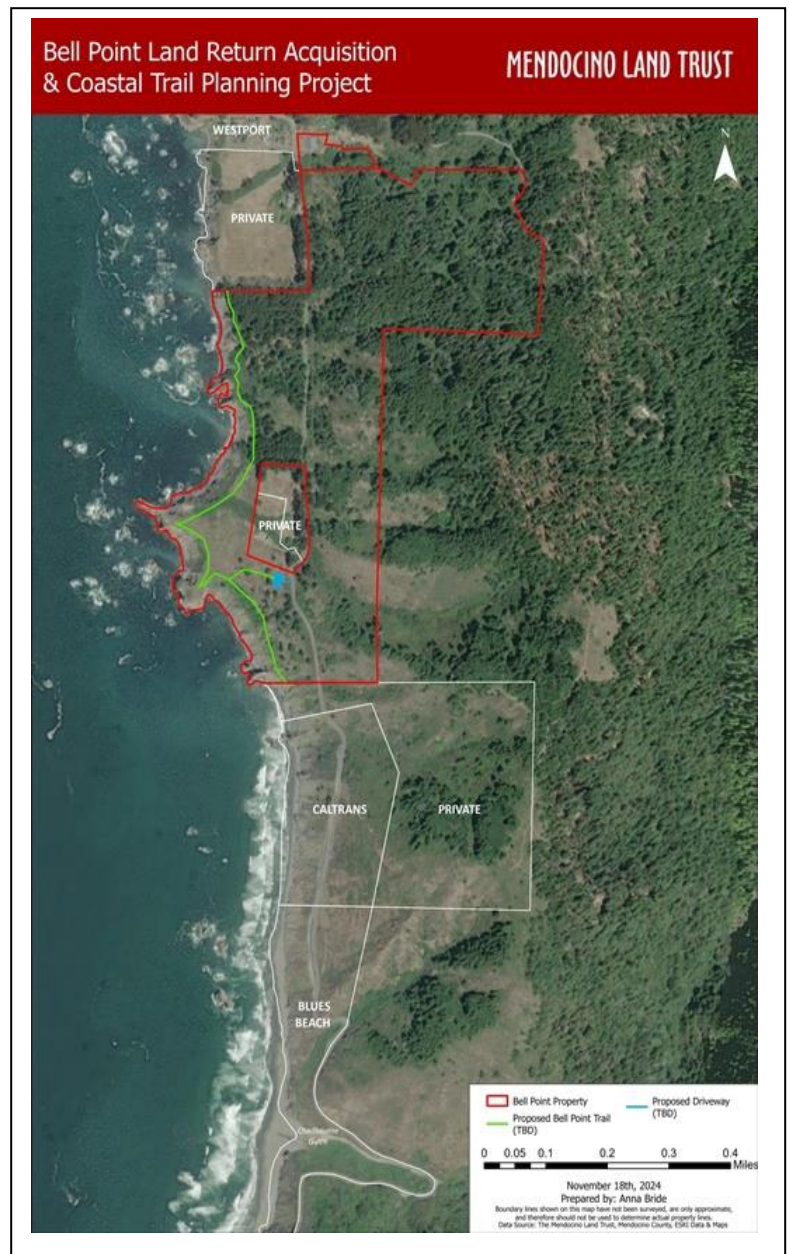 Bell Point Land Return Acquisition
& Coastal Trail Planning Project
MENDOCINO LAND TRUST
WESTPORT
N
PRIVATE
PRIVATE
CALTRANS
PRIVATE
BLUES
BEACH
Chadbourne
Gulch
Bell Point Property
Proposed Bell Point Trail
(TBD)
Proposed Driveway
(TBD)
0 0.05 0.1 0.2 0.3 0.4
Miles
November 18th, 2024
Prepared by: Anna Bride
Boundary lines shown on this map have not been surveyed, are only approximate,
and therefore should not be used to determine actual property lines.
Data Source: The Mendocino Land Trust, Mendocino County, ESRI Data & Maps